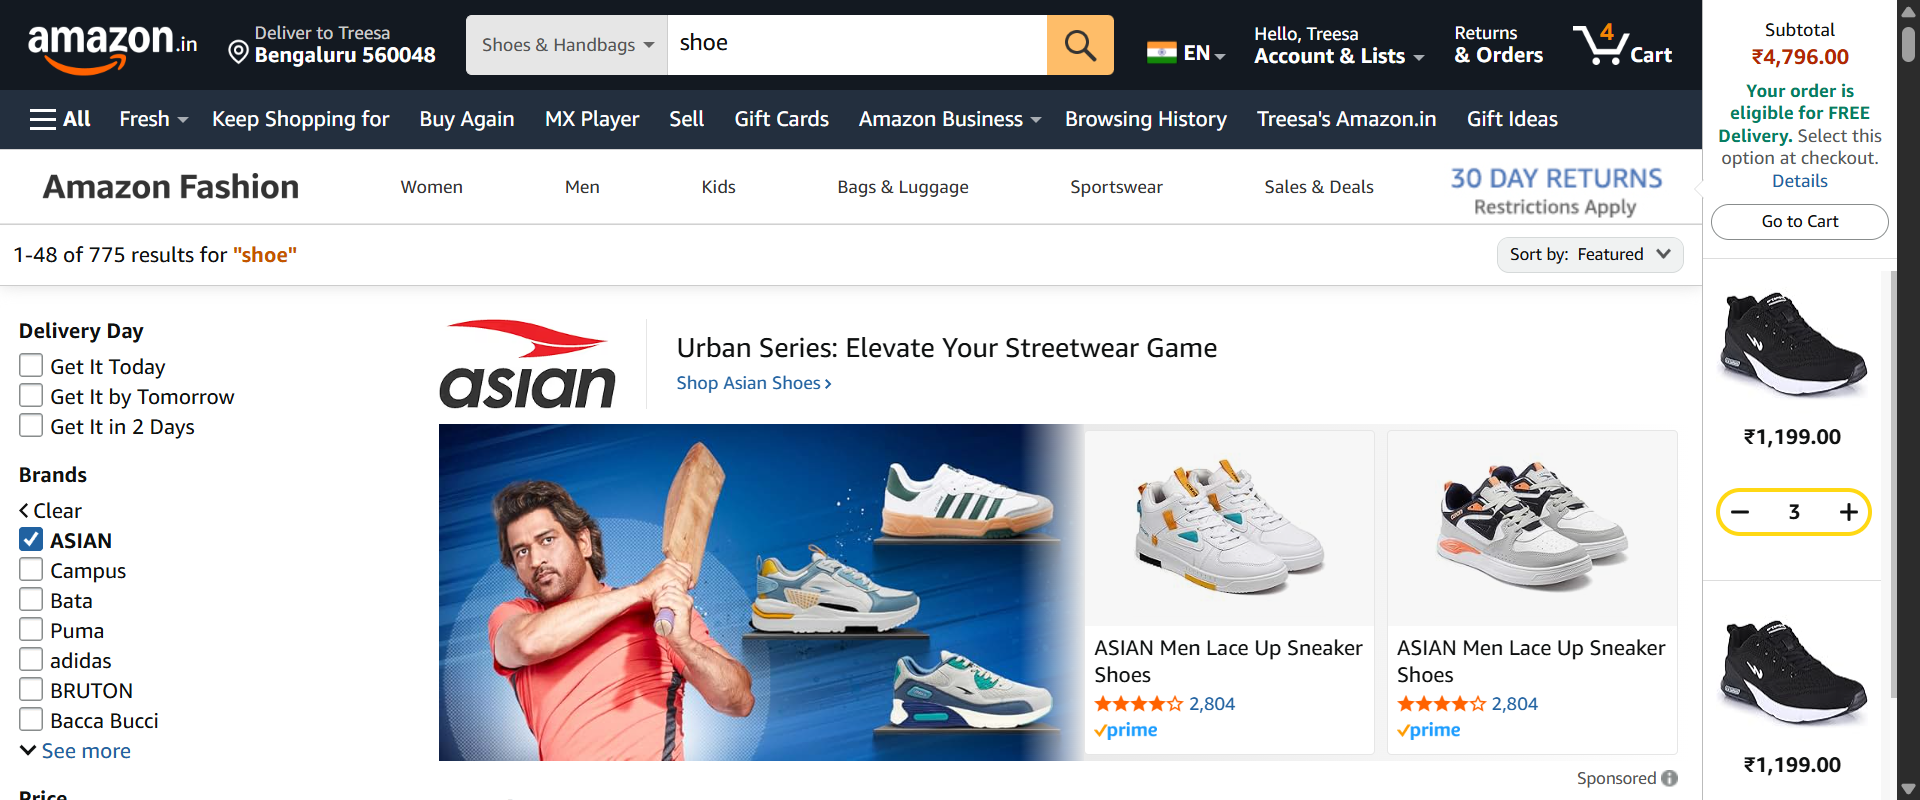 amazon.in
Deliver to Treesa
Bengaluru 560048
Shoes & Handbags
shoe
EN
Hello, Treesa
Account & Lists
Returns
& Orders
4
Cart
All
Fresh
Keep Shopping for
Buy Again
MX Player
Sell
Gift Cards
Amazon Business
Browsing History
Treesa's Amazon.in
Gift Ideas
Amazon Fashion
Women
Men
Kids
Bags & Luggage
Sportswear
Sales & Deals
30 DAY RETURNS
Restrictions Apply
1-48 of 775 results for "shoe"
Sort by: Featured
Delivery Day
Get It Today
Get It by Tomorrow
Get It in 2 Days
Brands
Clear
ASIAN
Campus
Bata
Puma
adidas
BRUTON
Bacca Bucci
See more
Price
asian
Urban Series: Elevate Your Streetwear Game
Shop Asian Shoes
ASIAN Men Lace Up Sneaker
Shoes
2,804
prime
ASIAN Men Lace Up Sneaker
Shoes
2,804
prime
Sponsored
Subtotal
₹4,796.00
Your order is
eligible for FREE
Delivery. Select this
option at checkout.
Details
Go to Cart
₹1,199.00
3
₹1,199.00